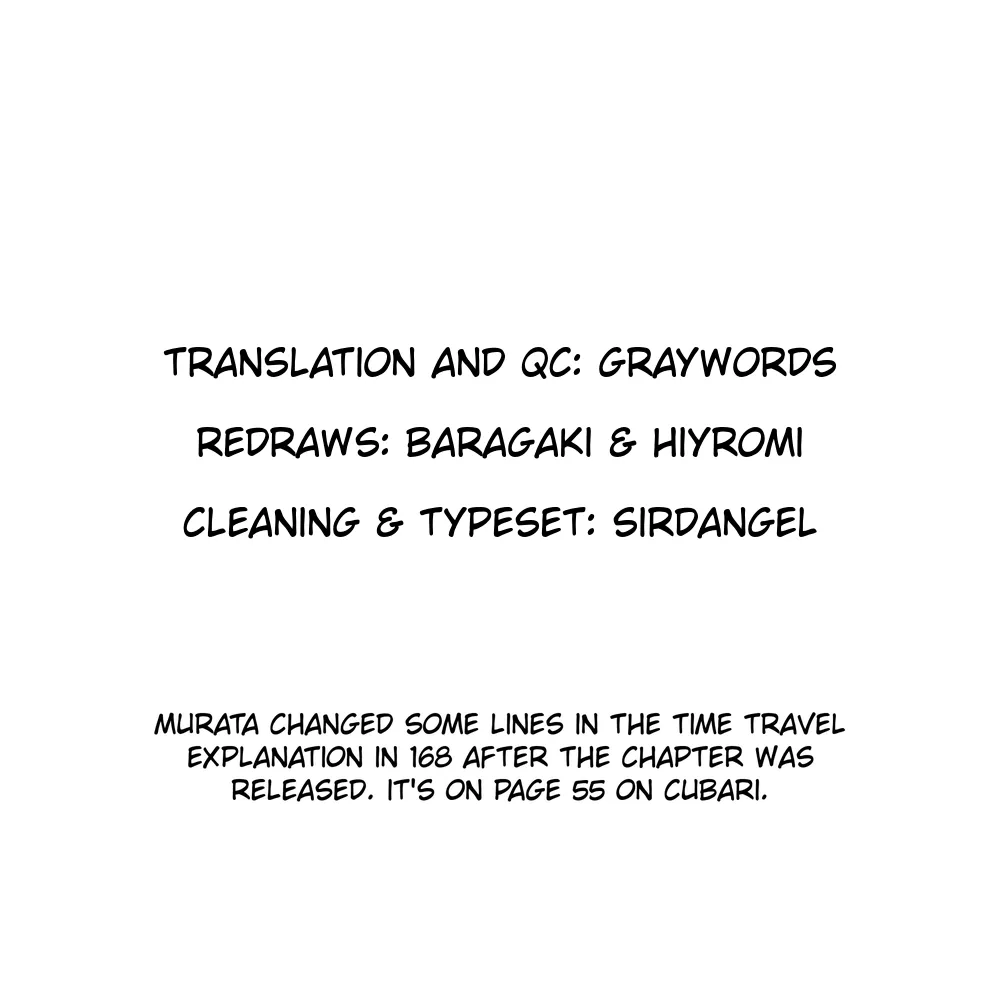 TRANSLATION AND QC: GRAYWORDS
REDRAWS: BARAGAKI & HIYROMI
CLEANING & TYPESET: SIRDANGEL
MURATA CHANGED SOME LINES IN THE TIME TRAVEL
EXPLANATION IN 168 AFTER THE CHAPTER WAS
RELEASED. IT'S ON PAGE 55 ON CUBARI.